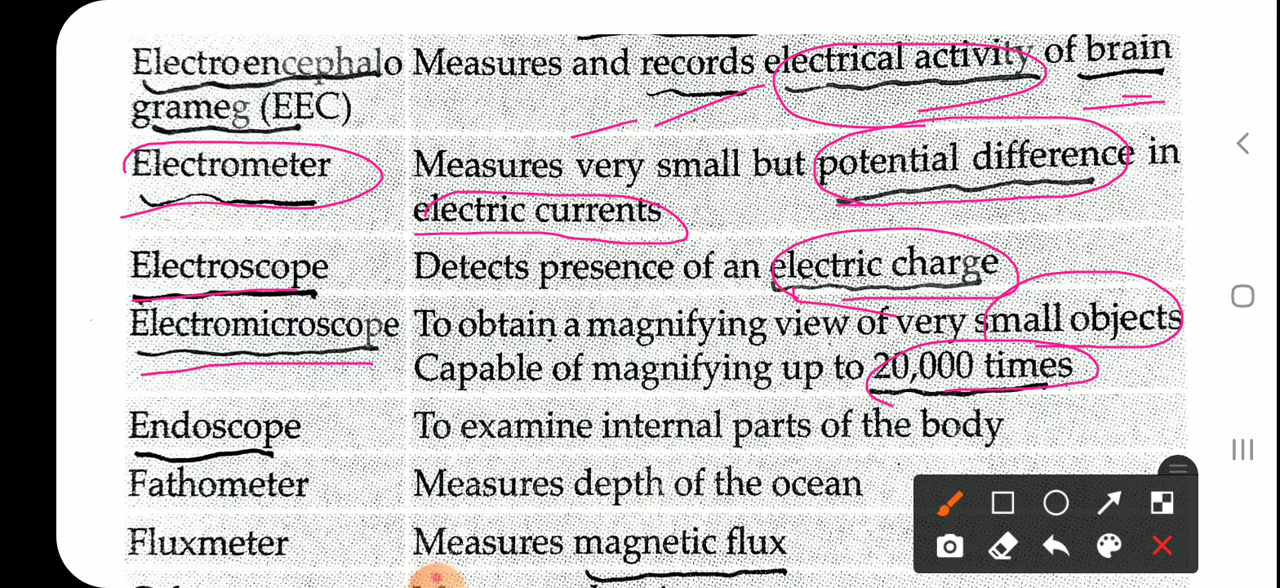 Electroencephalo Measures and records electrical activity of brain
grameg (EEC)
Electrometer Measures very small but potential difference in
electric currents
Electroscope Detects presence of an electric charge
Electromicroscope To obtain a magnifying view of very small objects
Capable of magnifying up to 20,000 times
Endoscope To examine internal parts of the body
Fathometer Measures depth of the ocean
Fluxmeter Measures magnetic flux